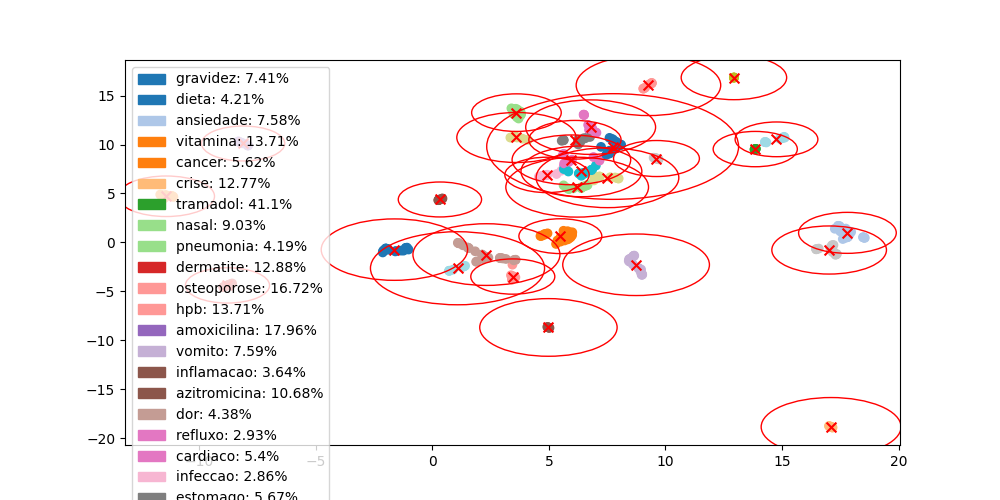 gravidez: 7.41%
dieta: 4.21%
ansiedade: 7.58%
vitamina: 13.71%
cancer: 5.62%
crise: 12.77%
tramadol: 41.1%
nasal: 9.03%
pneumonia: 4.19%
dermatite: 12.88%
osteoporose: 16.72%
hpb: 13.71%
amoxicilina: 17.96%
vomito: 7.59%
inflamacao: 3.64%
azitromicina: 10.68%
dor: 4.38%
refluxo: 2.93%
cardiaco: 5.4%
infeccao: 2.86%
estomago: 5.67%
15
10
5
0
−5
−10
−15
−20
−10 −5 0 5 10 15 20